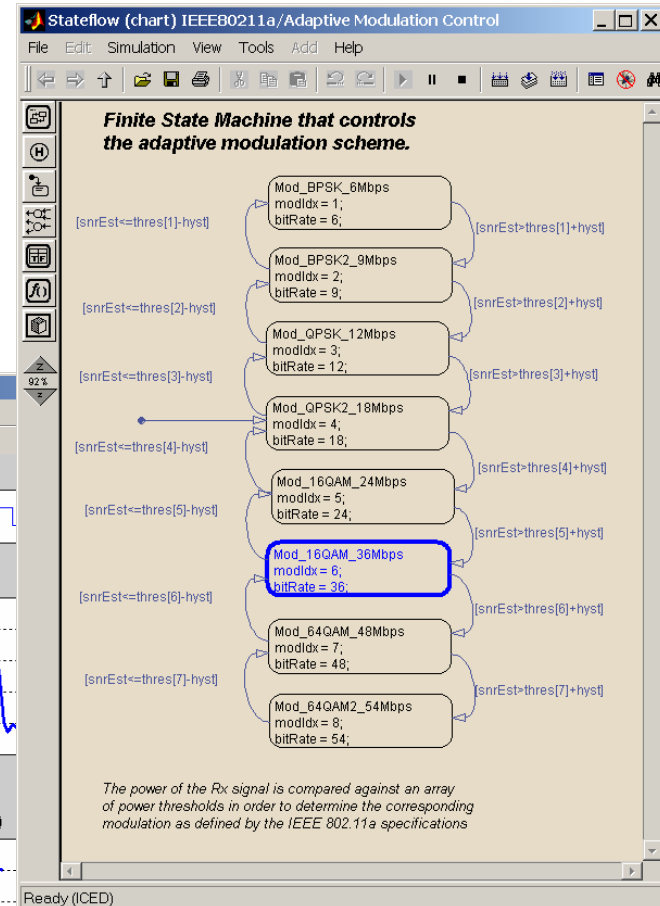 Stateflow (chart) IEEE80211a/Adaptive Modulation Control
File Edit Simulation View Tools Add Help
Finite State Machine that controls
the adaptive modulation scheme.
Mod_BPSK_6Mbps
modIdx = 1;
bitRate = 6;
[snrEst<=thres[1]-hyst]
[snrEst>thres[1]+hyst]
Mod_BPSK2_9Mbps
modIdx = 2;
bitRate = 9;
[snrEst<=thres[2]-hyst]
[snrEst>thres[2]+hyst]
Mod_QPSK_12Mbps
modIdx = 3;
bitRate = 12;
[snrEst<=thres[3]-hyst]
[snrEst>thres[3]+hyst]
Mod_QPSK2_18Mbps
modIdx = 4;
bitRate = 18;
[snrEst<=thres[4]-hyst]
[snrEst>thres[4]+hyst]
Mod_16QAM_24Mbps
modIdx = 5;
bitRate = 24;
[snrEst<=thres[5]-hyst]
[snrEst>thres[5]+hyst]
Mod_16QAM_36Mbps
modIdx = 6;
bitRate = 36;
[snrEst<=thres[6]-hyst]
[snrEst>thres[6]+hyst]
Mod_64QAM_48Mbps
modIdx = 7;
bitRate = 48;
[snrEst<=thres[7]-hyst]
[snrEst>thres[7]+hyst]
Mod_64QAM2_54Mbps
modIdx = 8;
bitRate = 54;
The power of the Rx signal is compared against an array
of power thresholds in order to determine the corresponding
modulation as defined by the IEEE 802.11a specifications
H
T F
f()
Z
92%
z
Ready (ICED)